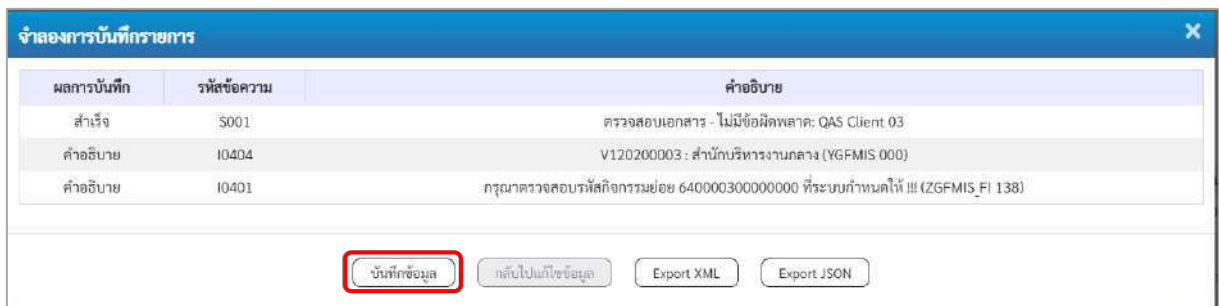 จำลองการบันทึกรายการ
ผลการบันทึก รหัสข้อความ คำอธิบาย
สำเร็จ S001 ตรวจสอบเอกสาร - ไม่มีข้อผิดพลาด: QAS Client 03
คำอธิบาย I0404 V120200003 : สำนักบริหารงานกลาง (YGFMIS 000)
คำอธิบาย I0401 กรุณาตรวจสอบรหัสกิจกรรมย่อย 640000300000000 ที่ระบบกำหนดให้ !!! (ZGFMIS_FI 138)
บันทึกข้อมูล กลับไปแก้ไขข้อมูล Export XML Export JSON